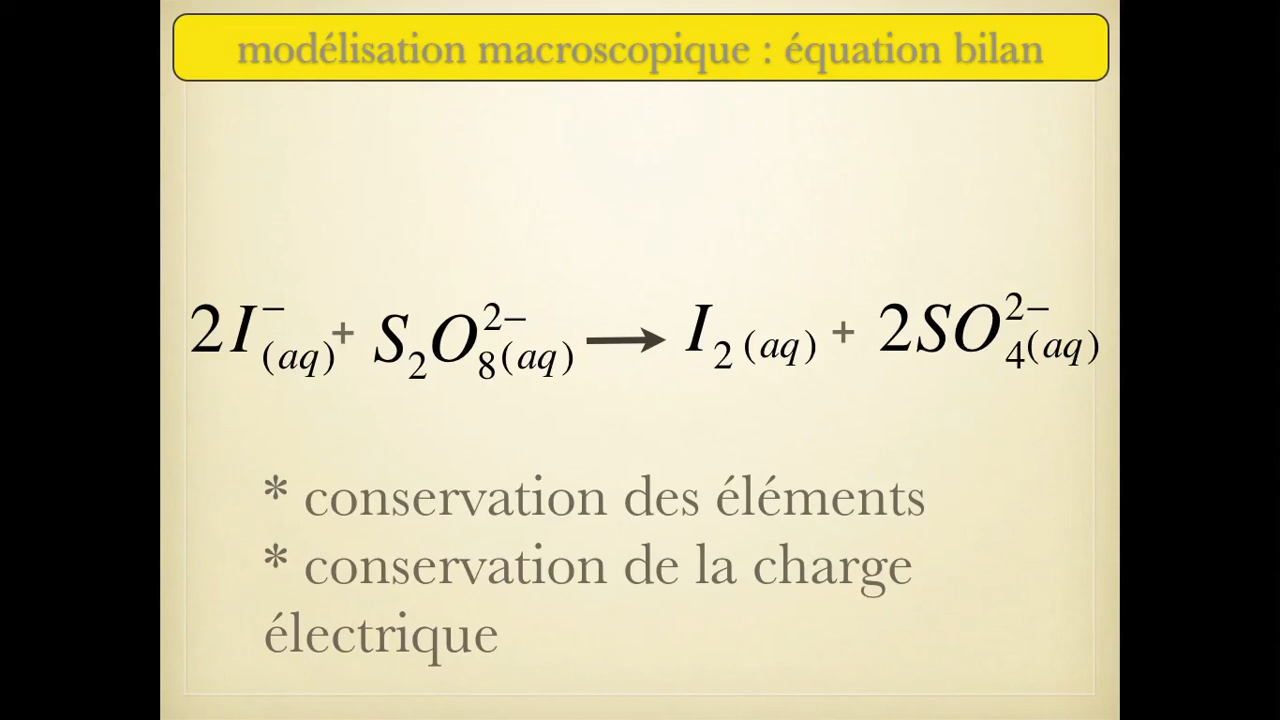 modélisation macroscopique : équation bilan
2I⁻(aq) + S₂O₈²⁻(aq) → I₂ (aq) + 2SO₄²⁻(aq)
* conservation des éléments
* conservation de la charge
électrique